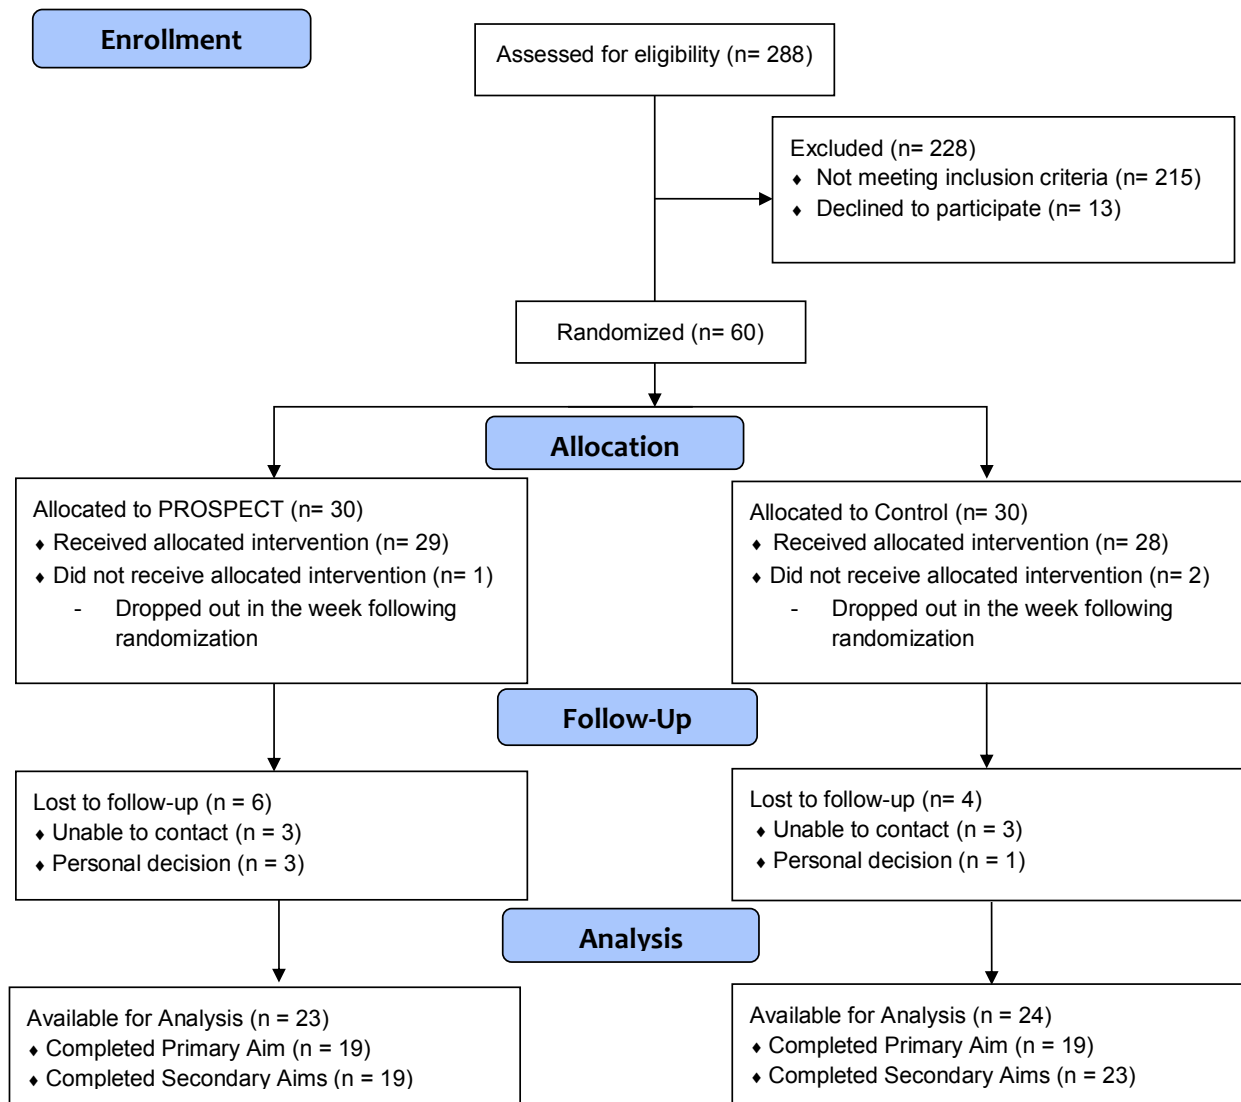 Enrollment
Assessed for eligibility (n= 288)
Excluded (n= 228)
♦ Not meeting inclusion criteria (n= 215)
♦ Declined to participate (n= 13)
Randomized (n= 60)
Allocation
Allocated to PROSPECT (n= 30)
♦ Received allocated intervention (n= 29)
♦ Did not receive allocated intervention (n= 1)
- Dropped out in the week following
randomization
Allocated to Control (n= 30)
♦ Received allocated intervention (n= 28)
♦ Did not receive allocated intervention (n= 2)
- Dropped out in the week following
randomization
Follow-Up
Lost to follow-up (n = 6)
♦ Unable to contact (n = 3)
♦ Personal decision (n = 3)
Lost to follow-up (n= 4)
♦ Unable to contact (n = 3)
♦ Personal decision (n = 1)
Analysis
Available for Analysis (n = 23)
♦ Completed Primary Aim (n = 19)
♦ Completed Secondary Aims (n = 19)
Available for Analysis (n = 24)
♦ Completed Primary Aim (n = 19)
♦ Completed Secondary Aims (n = 23)